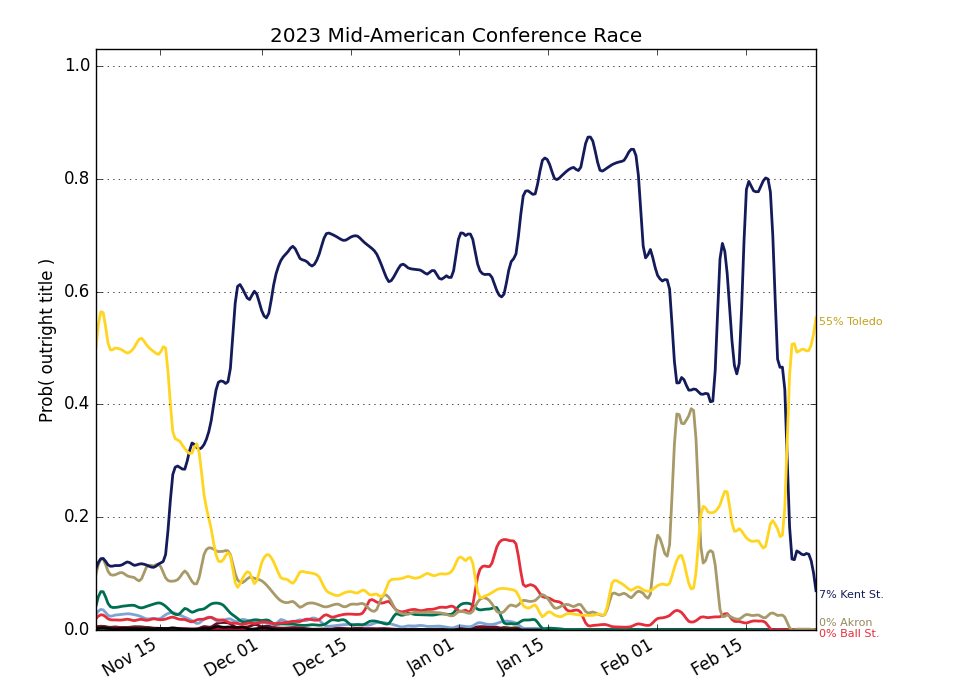 2023 Mid-American Conference Race
Prob( outright title )
1.0
0.8
0.6
0.4
0.2
0.0
55% Toledo
7% Kent St.
0% Akron
0% Ball St.
Nov 15
Dec 01
Dec 15
Jan 01
Jan 15
Feb 01
Feb 15